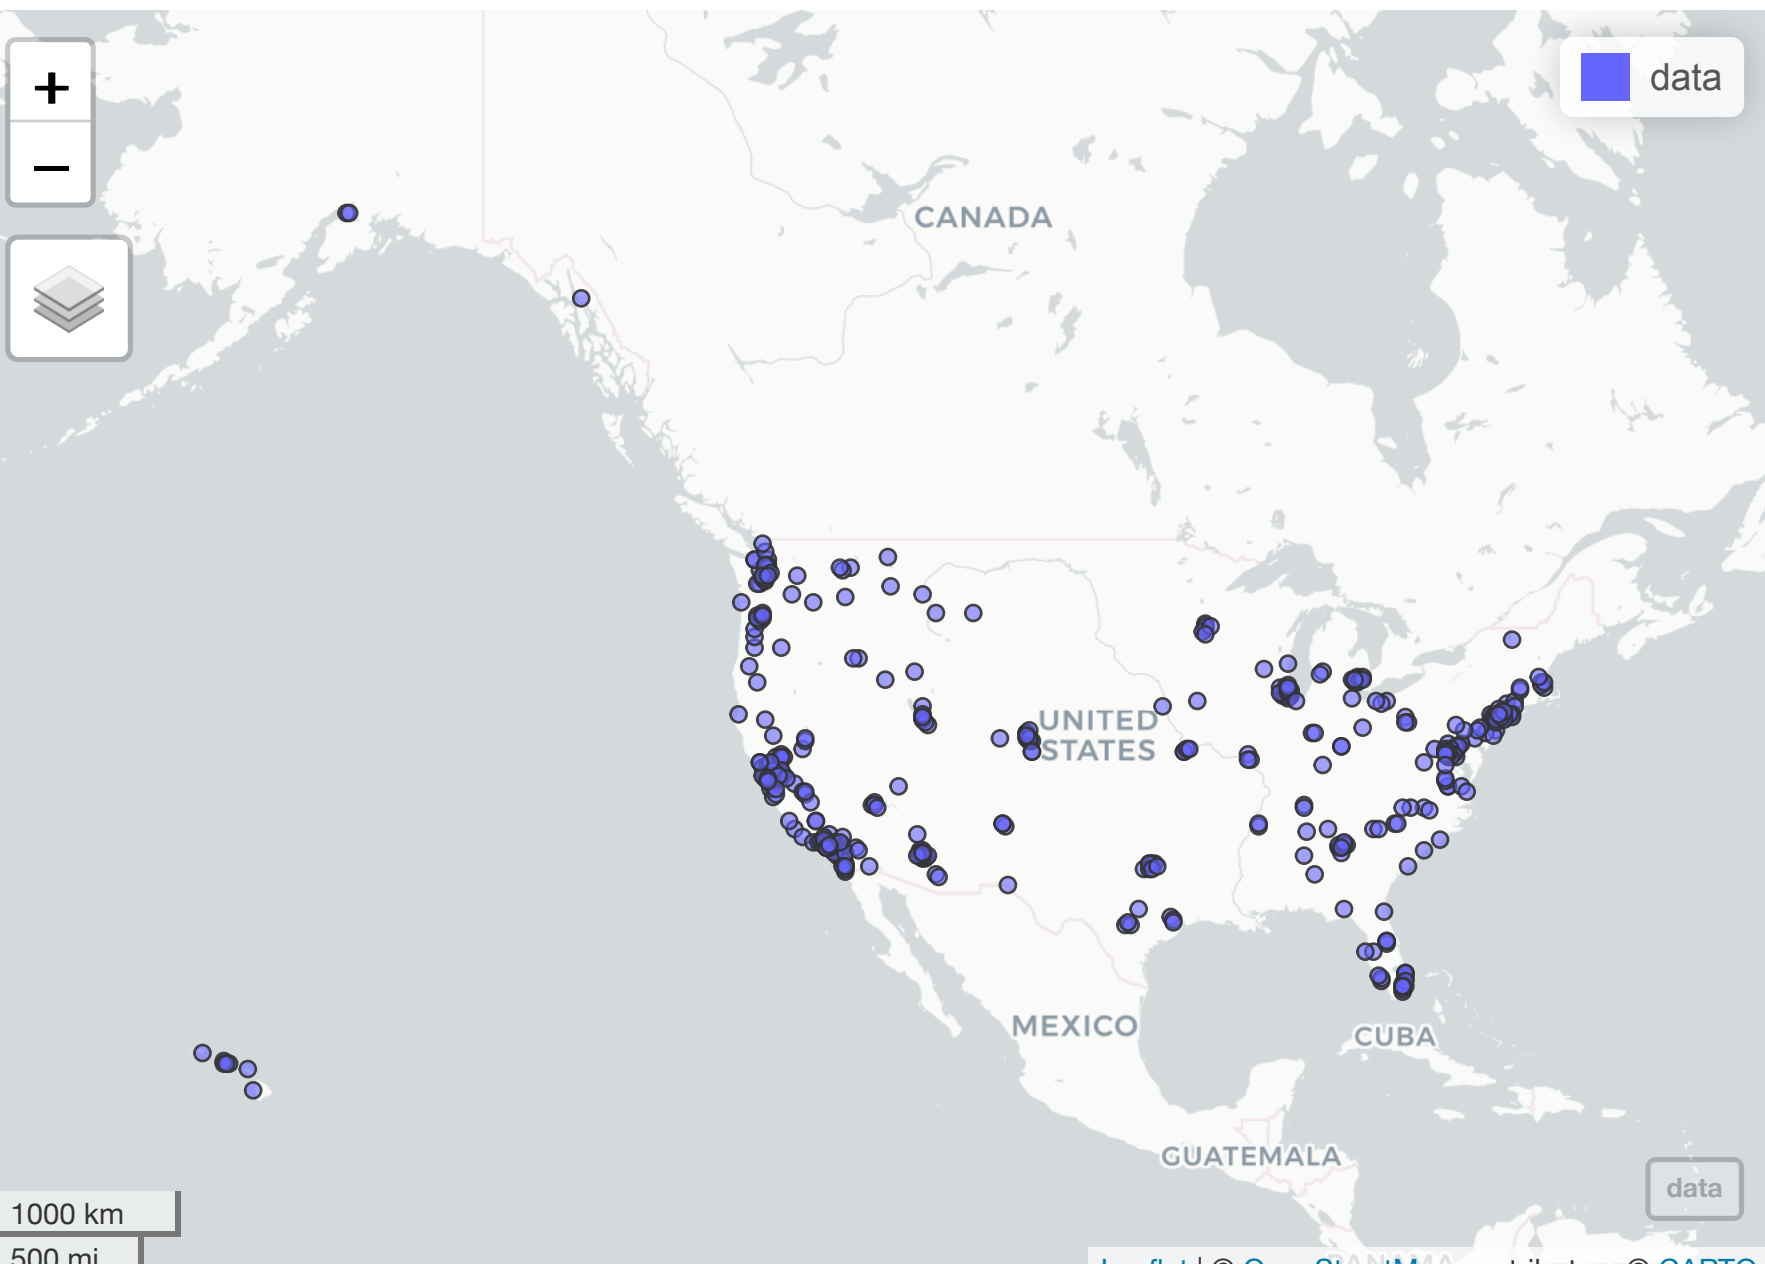 +
data
−
CANADA
UNITED
STATES
MEXICO
CUBA
GUATEMALA
data
1000 km
500 mi